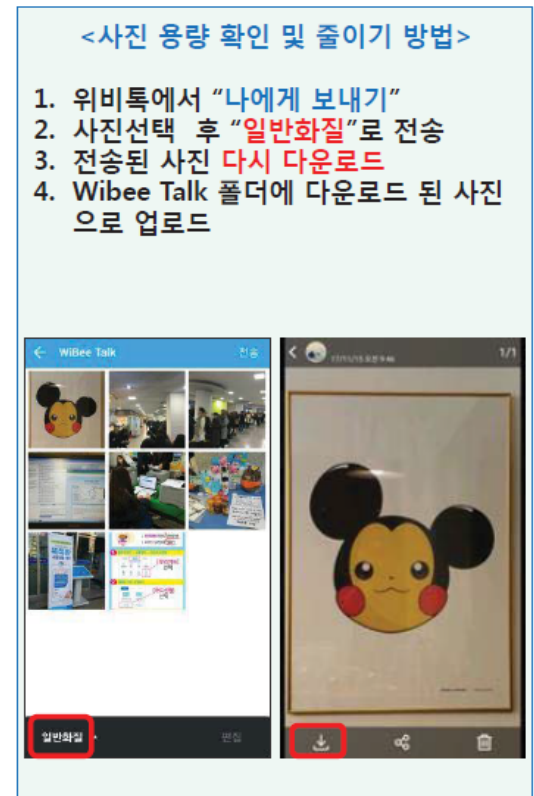 <사진 용량 확인 및 줄이기 방법>
1. 위비톡에서 “나에게 보내기”
2. 사진선택 후 “일반화질”로 전송
3. 전송된 사진 다시 다운로드
4. Wibee Talk 폴더에 다운로드 된 사진
으로 업로드
WiBee Talk
전송
1/1
일반화질
편집